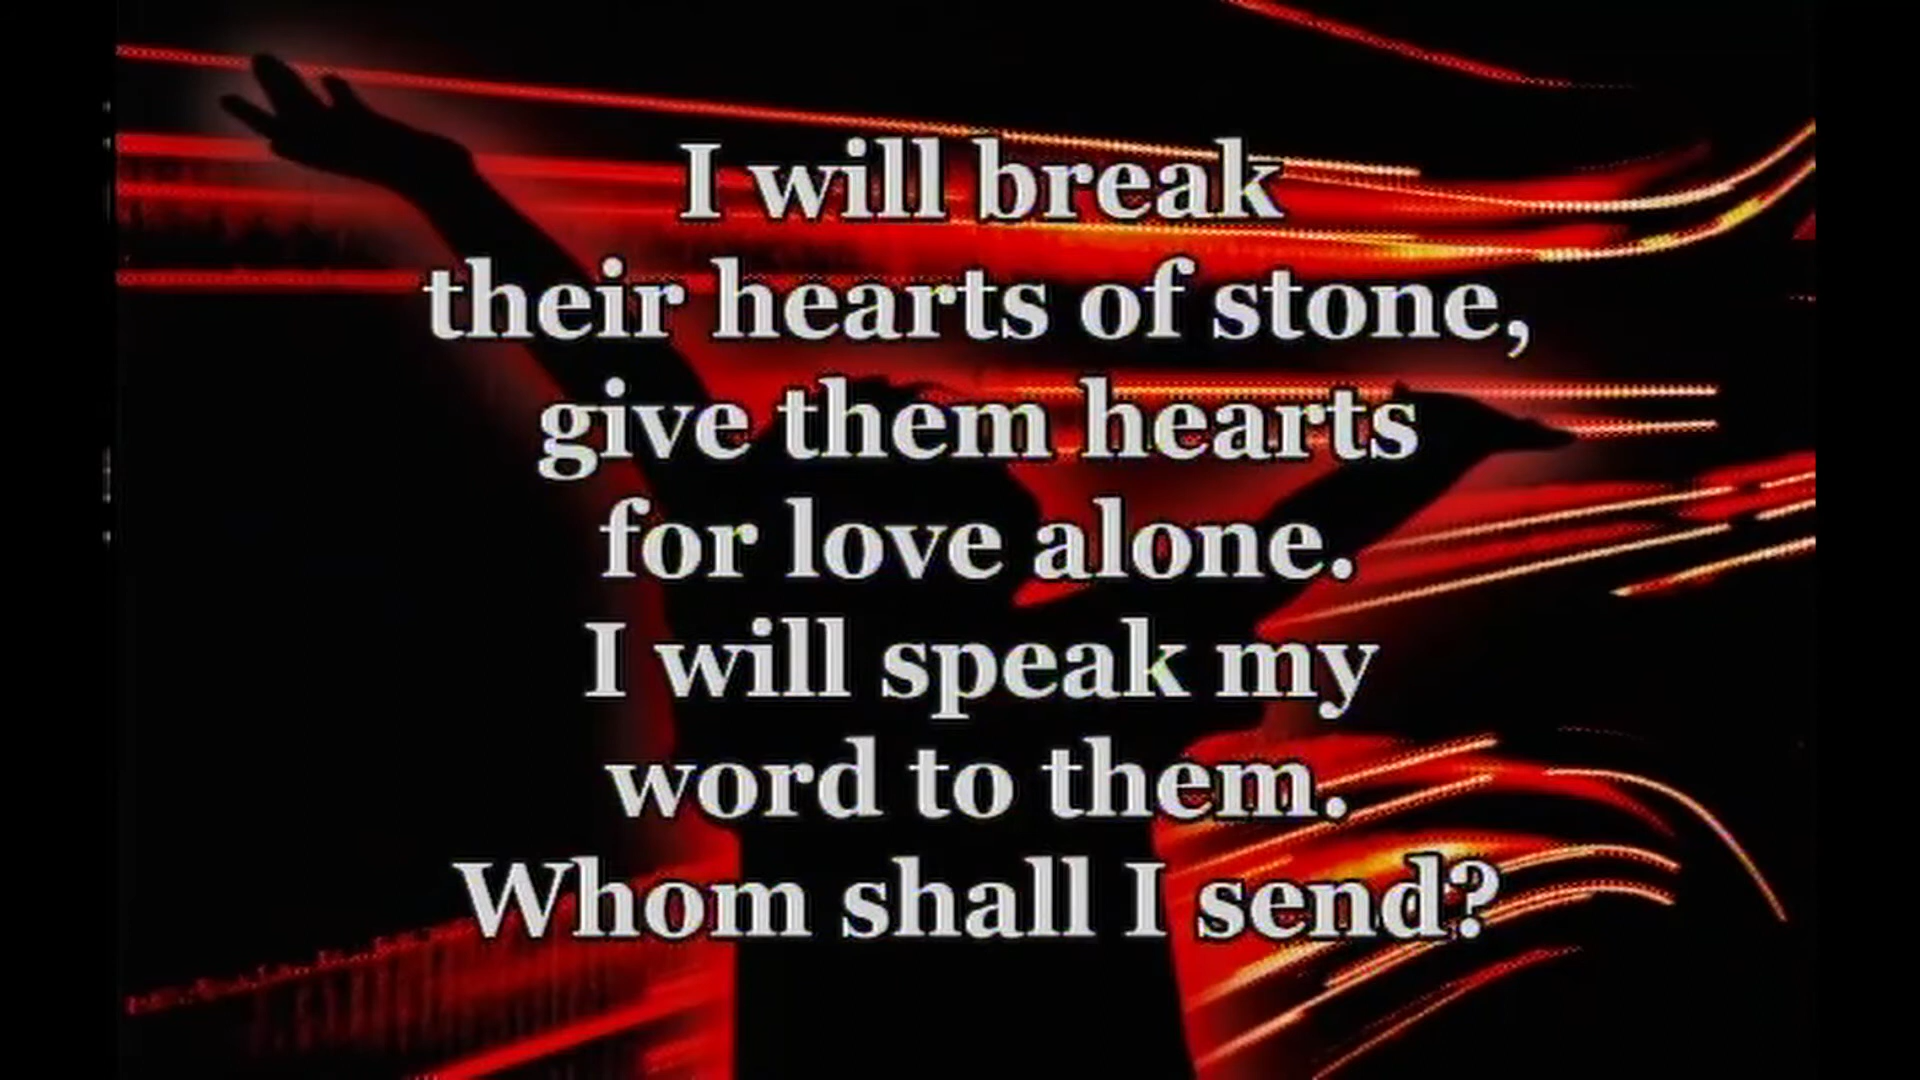 I will break
their hearts of stone,
give them hearts
for love alone.
I will speak my
word to them.
Whom shall I send?